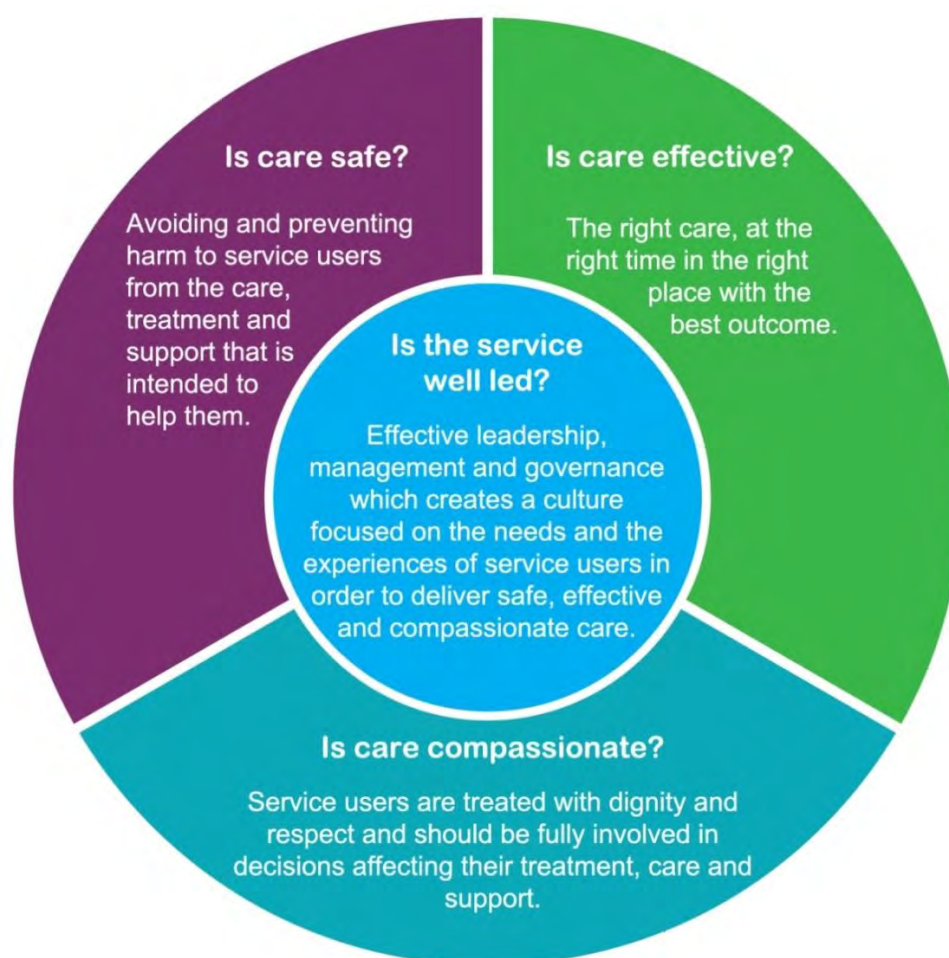 Is care safe?
Avoiding and preventing
harm to service users
from the care,
treatment and
support that is
intended to
help them.
Is care effective?
The right care, at the
right time in the right
place with the
best outcome.
Is the service
well led?
Effective leadership,
management and governance
which creates a culture
focused on the needs and the
experiences of service users in
order to deliver safe, effective
and compassionate care.
Is care compassionate?
Service users are treated with dignity and
respect and should be fully involved in
decisions affecting their treatment, care and
support.